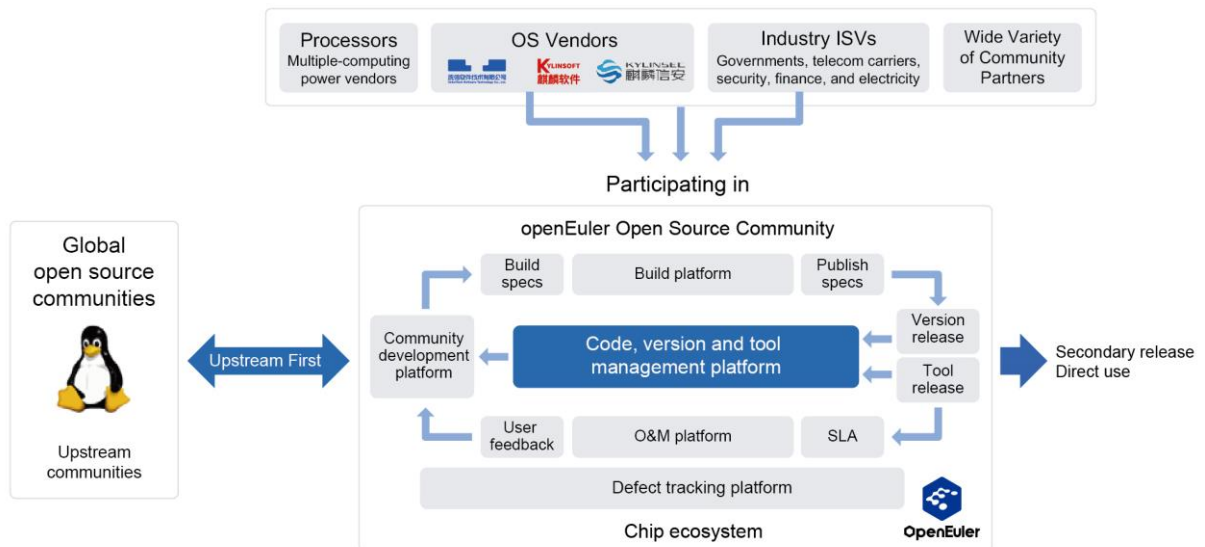 Processors
Multiple-computing
power vendors
OS Vendors
KYLINSOFT
麒麟软件
KYLINSEC
麒麟信安
Industry ISVs
Governments, telecom carriers,
security, finance, and electricity
Wide Variety
of Community
Partners
Participating in
Global
open source
communities
Upstream
communities
Upstream First
openEuler Open Source Community
Build
specs
Build platform
Publish
specs
Community
development
platform
Code, version and tool
management platform
Version
release
Tool
release
User
feedback
O&M platform
SLA
Defect tracking platform
Chip ecosystem
OpenEuler
Secondary release
Direct use